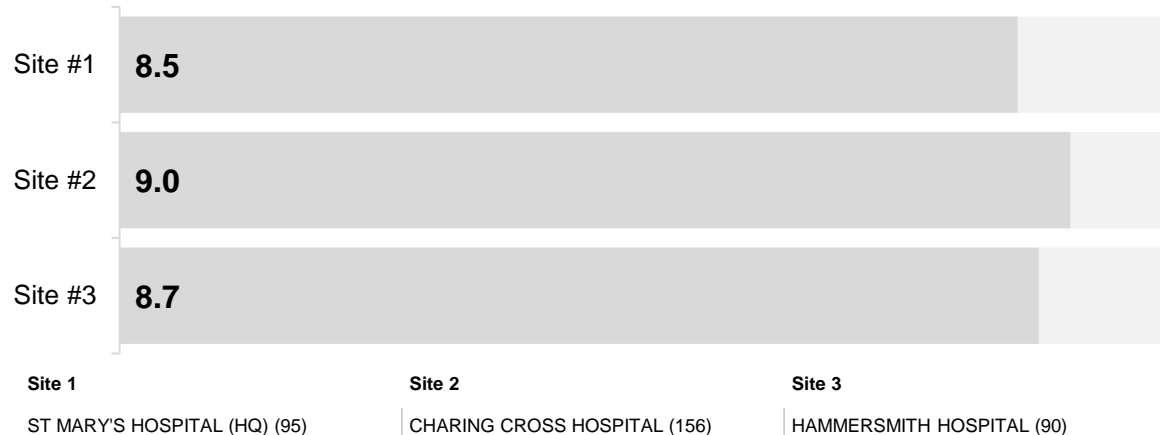 Site #1 8.5
Site #2 9.0
Site #3 8.7
Site 1 Site 2 Site 3
ST MARY'S HOSPITAL (HQ) (95) CHARING CROSS HOSPITAL (156) HAMMERSMITH HOSPITAL (90)